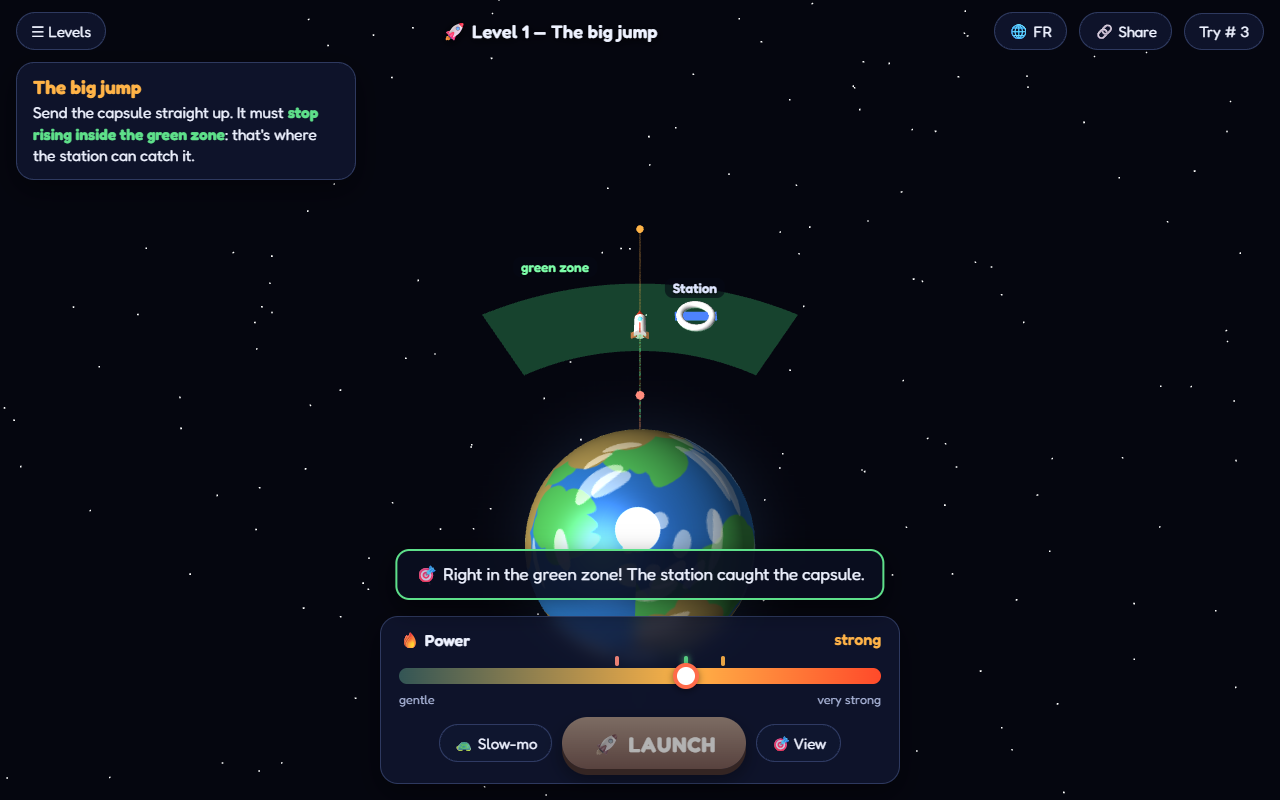 ☰ Levels
🚀 Level 1 – The big jump
🌐 FR
🔗 Share
Try # 3
The big jump
Send the capsule straight up. It must stop
rising inside the green zone: that's where
the station can catch it.
green zone
Station
🎯 Right in the green zone! The station caught the capsule.
🔥 Power
strong
gentle
very strong
🐢 Slow-mo
🚀 LAUNCH
🎯 View